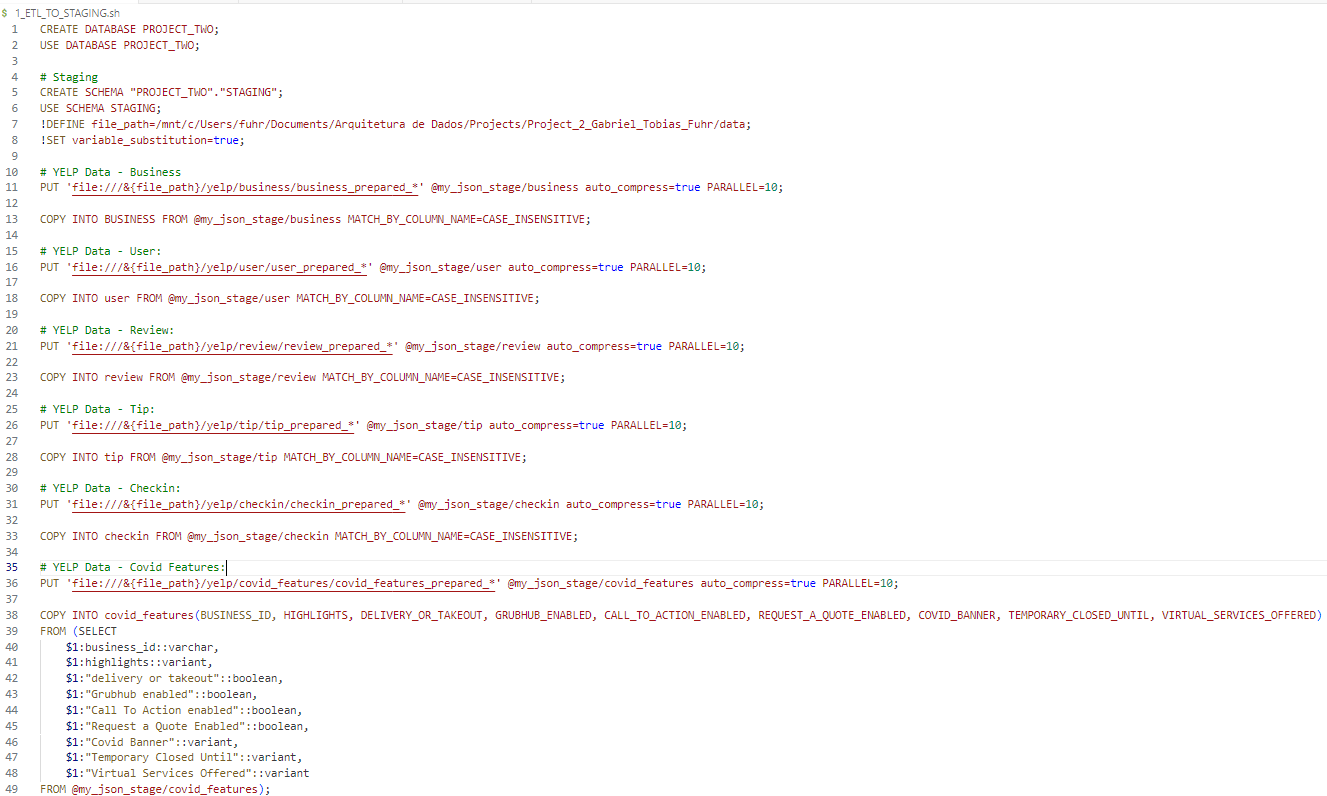 $ 1_ETL_TO_STAGING.sh
1 CREATE DATABASE PROJECT_TWO;
2 USE DATABASE PROJECT_TWO;
3
4 # Staging
5 CREATE SCHEMA "PROJECT_TWO"."STAGING";
6 USE SCHEMA STAGING;
7 !DEFINE file_path=/mnt/c/Users/fuhr/Documents/Arquitetura de Dados/Projects/Project_2_Gabriel_Tobias_Fuhr/data;
8 !SET variable_substitution=true;
9
10 # YELP Data - Business
11 PUT 'file:///&{file_path}/yelp/business/business_prepared_*' @my_json_stage/business auto_compress=true PARALLEL=10;
12
13 COPY INTO BUSINESS FROM @my_json_stage/business MATCH_BY_COLUMN_NAME=CASE_INSENSITIVE;
14
15 # YELP Data - User:
16 PUT 'file:///&{file_path}/yelp/user/user_prepared_*' @my_json_stage/user auto_compress=true PARALLEL=10;
17
18 COPY INTO user FROM @my_json_stage/user MATCH_BY_COLUMN_NAME=CASE_INSENSITIVE;
19
20 # YELP Data - Review:
21 PUT 'file:///&{file_path}/yelp/review/review_prepared_*' @my_json_stage/review auto_compress=true PARALLEL=10;
22
23 COPY INTO review FROM @my_json_stage/review MATCH_BY_COLUMN_NAME=CASE_INSENSITIVE;
24
25 # YELP Data - Tip:
26 PUT 'file:///&{file_path}/yelp/tip/tip_prepared_*' @my_json_stage/tip auto_compress=true PARALLEL=10;
27
28 COPY INTO tip FROM @my_json_stage/tip MATCH_BY_COLUMN_NAME=CASE_INSENSITIVE;
29
30 # YELP Data - Checkin:
31 PUT 'file:///&{file_path}/yelp/checkin/checkin_prepared_*' @my_json_stage/checkin auto_compress=true PARALLEL=10;
32
33 COPY INTO checkin FROM @my_json_stage/checkin MATCH_BY_COLUMN_NAME=CASE_INSENSITIVE;
34
35 # YELP Data - Covid Features:
36 PUT 'file:///&{file_path}/yelp/covid_features/covid_features_prepared_*' @my_json_stage/covid_features auto_compress=true PARALLEL=10;
37
38 COPY INTO covid_features(BUSINESS_ID, HIGHLIGHTS, DELIVERY_OR_TAKEOUT, GRUBHUB_ENABLED, CALL_TO_ACTION_ENABLED, REQUEST_A_QUOTE_ENABLED, COVID_BANNER, TEMPORARY_CLOSED_UNTIL, VIRTUAL_SERVICES_OFFERED)
39 FROM (SELECT
40 $1:business_id::varchar,
41 $1:highlights::variant,
42 $1:"delivery or takeout"::boolean,
43 $1:"Grubhub enabled"::boolean,
44 $1:"Call To Action enabled"::boolean,
45 $1:"Request a Quote Enabled"::boolean,
46 $1:"Covid Banner"::variant,
47 $1:"Temporary Closed Until"::variant,
48 $1:"Virtual Services Offered"::variant
49 FROM @my_json_stage/covid_features);